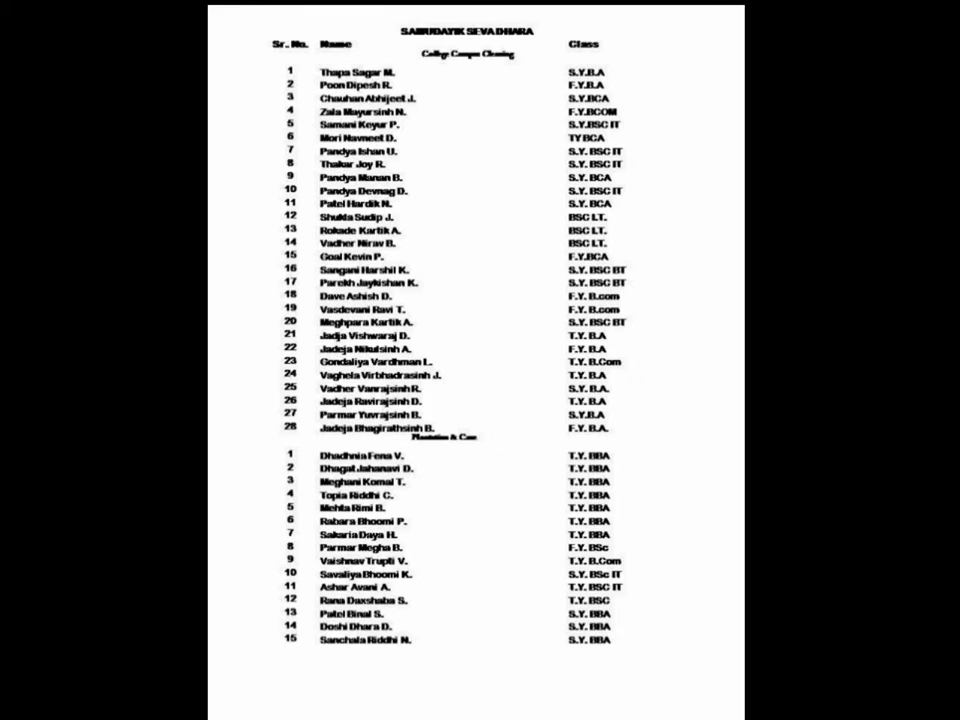 SAMUDAYIK SEVA DHARA
Sr. No. Name Class
College Campus Cleaning
1 Thapa Sagar M. S.Y.B.A
2 Poon Dipesh R. F.Y.B.A
3 Chauhan Abhijeet J. S.Y.BCA
4 Zala Mayursinh N. F.Y.BCOM
5 Samani Keyur P. S.Y.BSC IT
6 Mori Navneet D. TY BCA
7 Pandya Ishan U. S.Y. BSC IT
8 Thakar Joy R. S.Y. BSC IT
9 Pandya Manan B. S.Y. BCA
10 Pandya Devnag D. S.Y. BSC IT
11 Patel Hardik N. S.Y. BCA
12 Shukla Sudip J. BSC I.T.
13 Rokade Kartik A. BSC I.T.
14 Vadher Nirav B. BSC I.T.
15 Goal Kevin P. F.Y.BCA
16 Sangani Harshil K. S.Y. BSC BT
17 Parekh Jaykishan K. S.Y. BSC BT
18 Dave Ashish D. F.Y. B.com
19 Vasdevani Ravi T. F.Y. B.com
20 Meghpara Kartik A. S.Y. BSC BT
21 Jadja Vishwaraj D. T.Y. B.A
22 Jadeja Nikulsinh A. F.Y. B.A
23 Gondaliya Vardhman L. T.Y. B.Com
24 Vaghela Virbhadrasinh J. T.Y. B.A
25 Vadher Vanrajsinh R. S.Y. B.A.
26 Jadeja Ravirajsinh D. T.Y. B.A
27 Parmar Yuvrajsinh B. S.Y.B.A
28 Jadeja Bhagirathsinh B. F.Y. B.A.
Plantation & Care
1 Dhadhnia Fena V. T.Y. BBA
2 Dhagat Jahanavi D. T.Y. BBA
3 Meghani Komal T. T.Y. BBA
4 Topia Riddhi C. T.Y. BBA
5 Mehta Rimi B. T.Y. BBA
6 Rabara Bhoomi P. T.Y. BBA
7 Sakaria Daya H. T.Y. BBA
8 Parmar Megha B. F.Y. BSc
9 Vaishnav Trupti V. T.Y. B.Com
10 Savaliya Bhoomi K. S.Y. BSc IT
11 Ashar Avani A. T.Y. BSC IT
12 Rana Daxshaba S. T.Y. BSC
13 Patel Binal S. S.Y. BBA
14 Doshi Dhara D. S.Y. BBA
15 Sanchala Riddhi N. S.Y. BBA